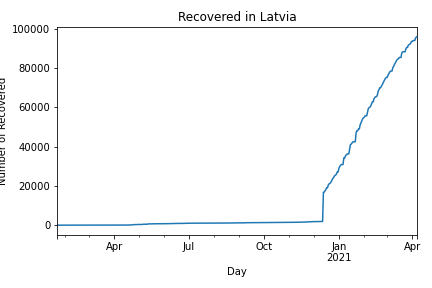 Recovered in Latvia
Number of Recovered
100000
80000
60000
40000
20000
0
Apr
Jul
Oct
Jan
2021
Apr
Day